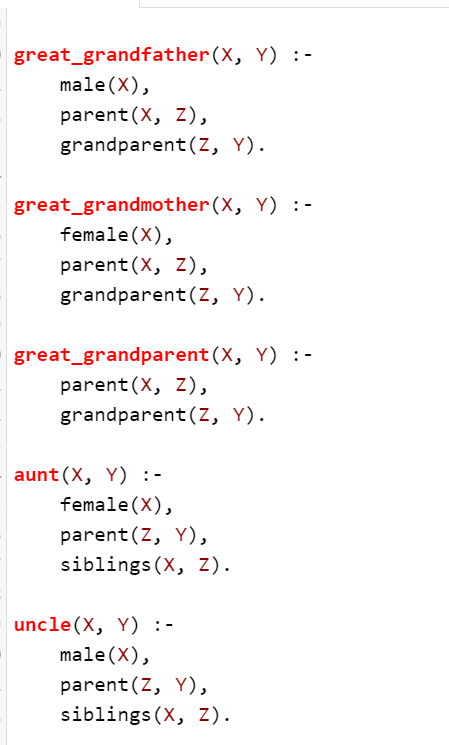 great_grandfather(X, Y) :-
male(X),
parent(X, Z),
grandparent(Z, Y).
great_grandmother(X, Y) :-
female(X),
parent(X, Z),
grandparent(Z, Y).
great_grandparent(X, Y) :-
parent(X, Z),
grandparent(Z, Y).
aunt(X, Y) :-
female(X),
parent(Z, Y),
siblings(X, Z).
uncle(X, Y) :-
male(X),
parent(Z, Y),
siblings(X, Z).